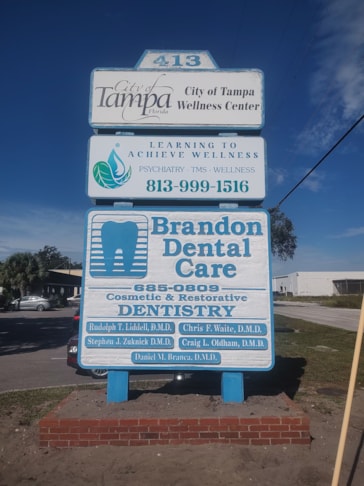 413
City of
Tampa
Florida
City of Tampa
Wellness Center
LEARNING TO
ACHIEVE WELLNESS
PSYCHIATRY - TMS - WELLNESS
813-999-1516
Brandon
Dental
Care
685-0809
Cosmetic & Restorative
DENTISTRY
Rudolph T. Liddell, D.M.D.
Chris F. Waite, D.M.D.
Stephen J. Zuknick D.M.D.
Craig L. Oldham, D.M.D.
Daniel M. Branca, D.M.D.